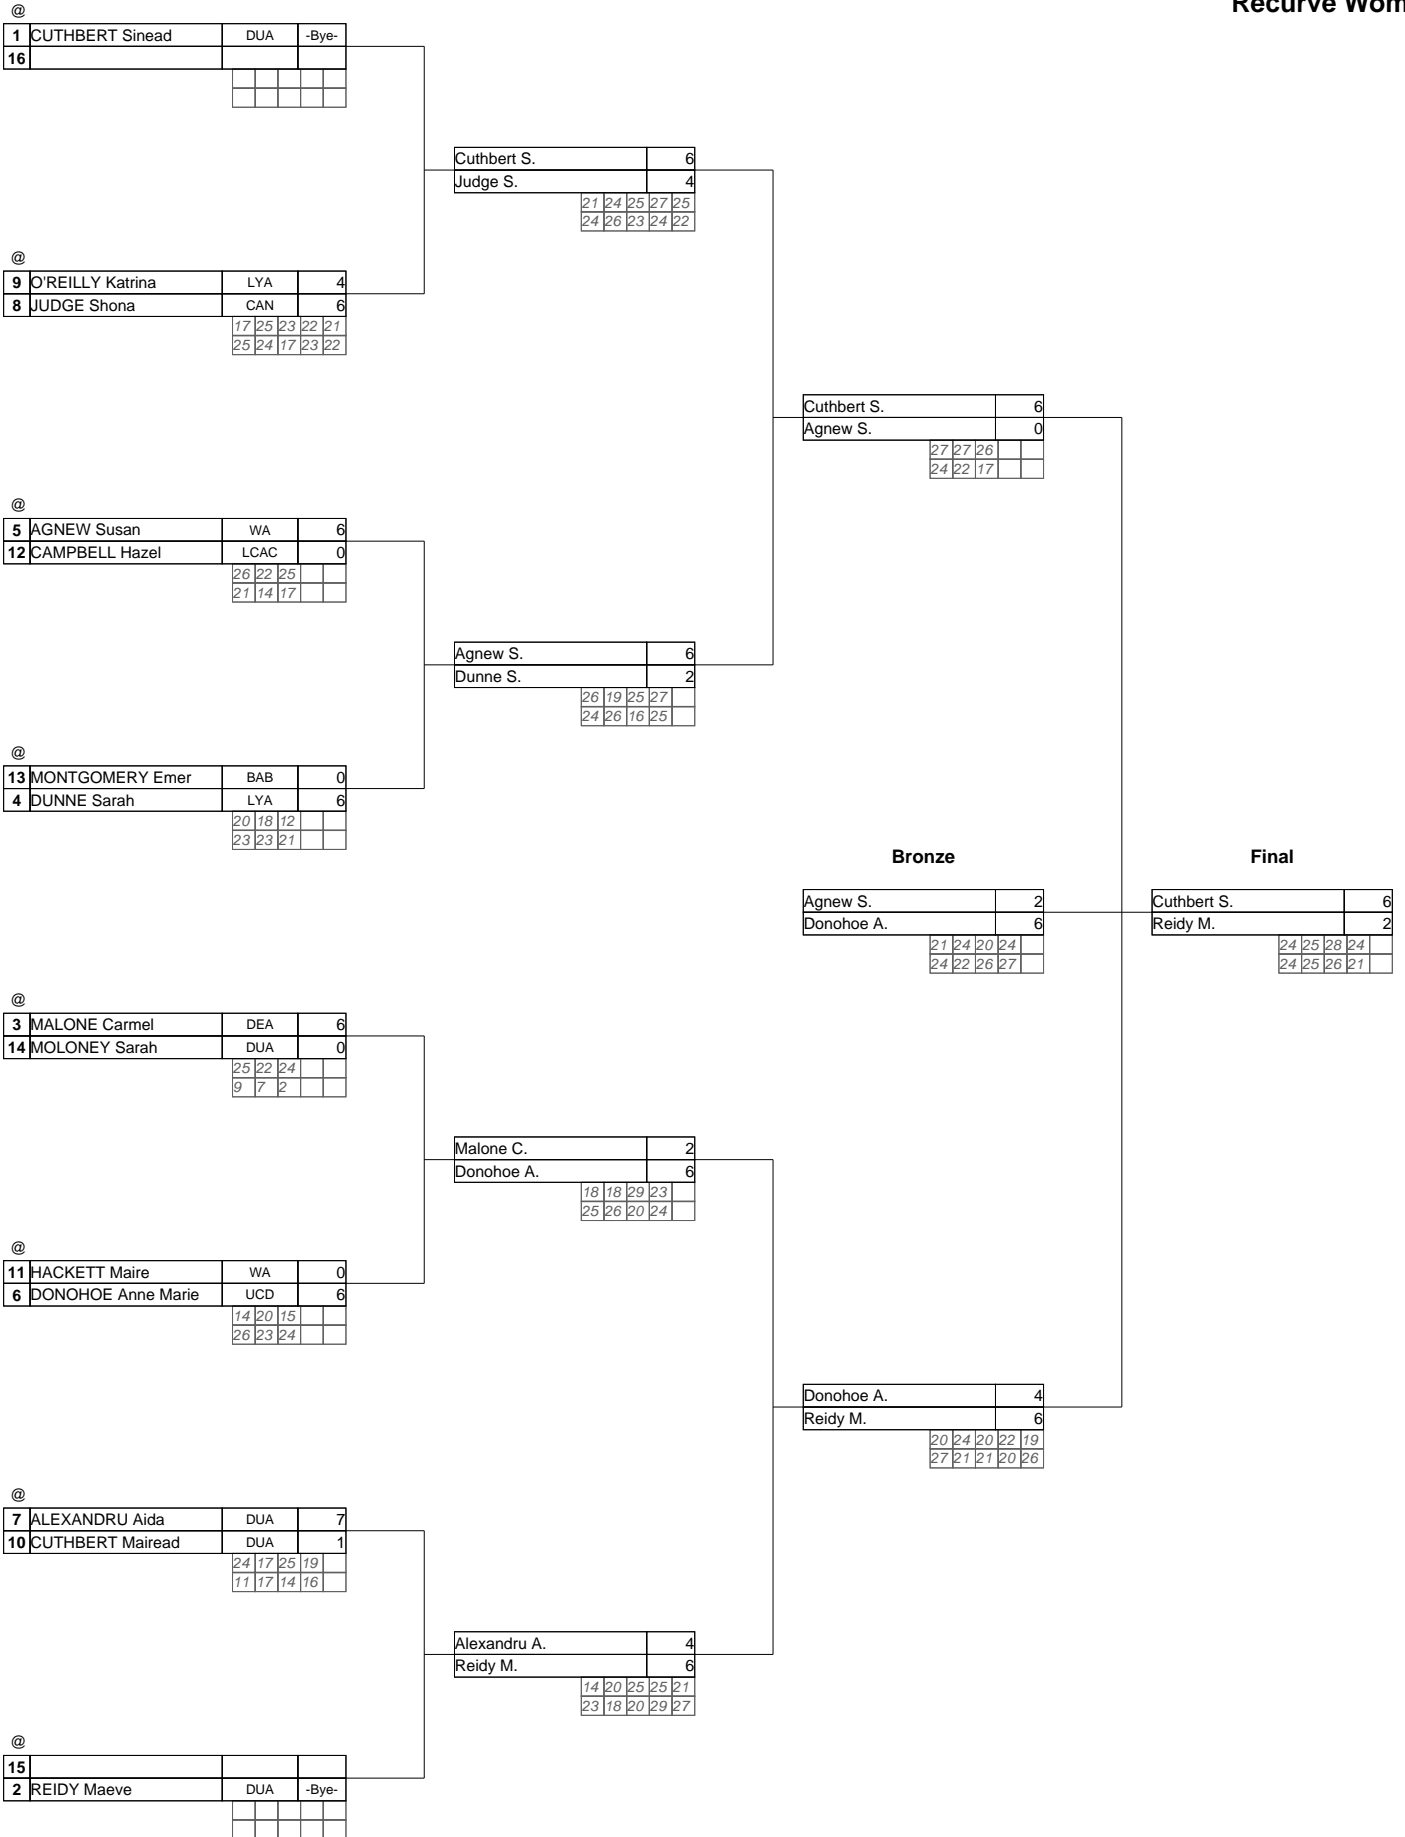 Recurve Wom
@
1 CUTHBERT Sinead DUA -Bye-
16
Cuthbert S. 6
Judge S. 4
21 24 25 27 25
24 26 23 24 22
@
9 O'REILLY Katrina LYA 4
8 JUDGE Shona CAN 6
17 25 23 22 21
25 24 17 23 22
Cuthbert S. 6
Agnew S. 0
27 27 26
24 22 17
@
5 AGNEW Susan WA 6
12 CAMPBELL Hazel LCAC 0
26 22 25
21 14 17
Agnew S. 6
Dunne S. 2
26 19 25 27
24 26 16 25
@
13 MONTGOMERY Emer BAB 0
4 DUNNE Sarah LYA 6
20 18 12
23 23 21
Bronze Final
Agnew S. 2 Cuthbert S. 6
Donohoe A. 6 Reidy M. 2
21 24 20 24 24 25 28 24
24 22 26 27 24 25 26 21
@
3 MALONE Carmel DEA 6
14 MOLONEY Sarah DUA 0
25 22 24
9 7 2
Malone C. 2
Donohoe A. 6
18 18 29 23
25 26 20 24
@
11 HACKETT Maire WA 0
6 DONOHOE Anne Marie UCD 6
14 20 15
26 23 24
Donohoe A. 4
Reidy M. 6
20 24 20 22 19
27 21 21 20 26
@
7 ALEXANDRU Aida DUA 7
10 CUTHBERT Mairead DUA 1
24 17 25 19
11 17 14 16
Alexandru A. 4
Reidy M. 6
14 20 25 25 21
23 18 20 29 27
@
15
2 REIDY Maeve DUA -Bye-